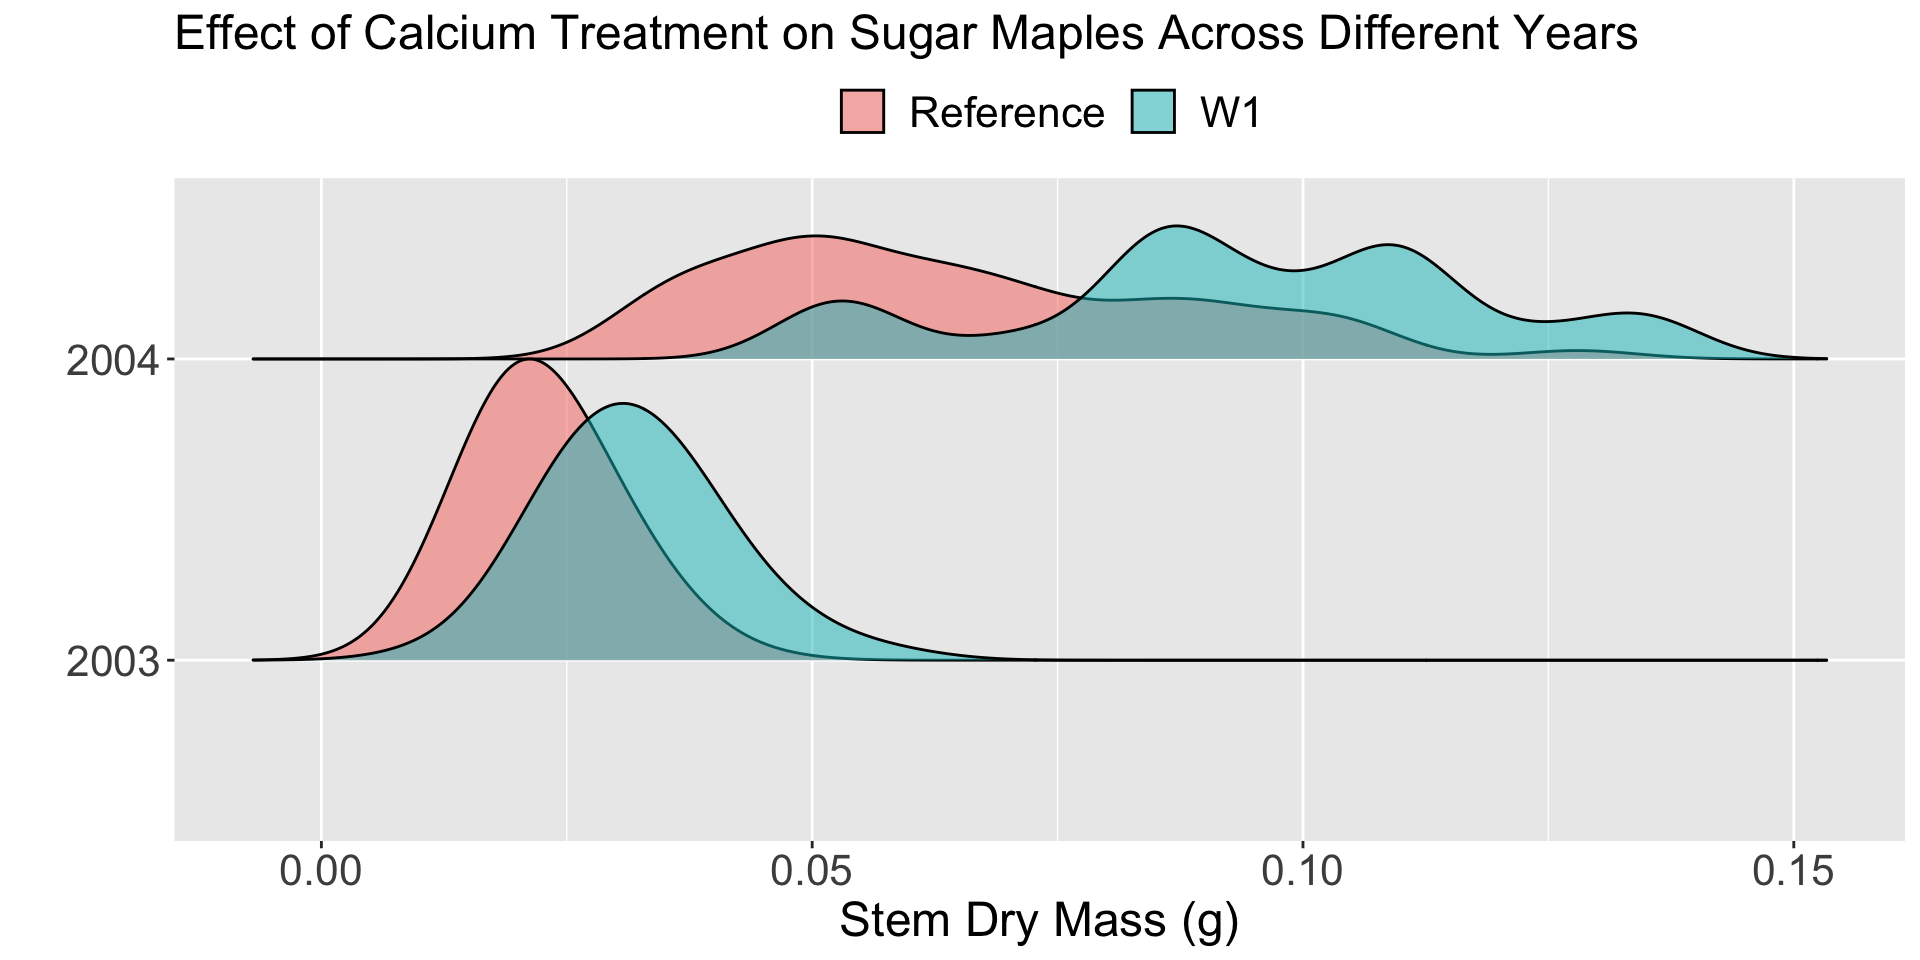 Effect of Calcium Treatment on Sugar Maples Across Different Years
Reference W1
2004
2003
0.00 0.05 0.10 0.15
Stem Dry Mass (g)